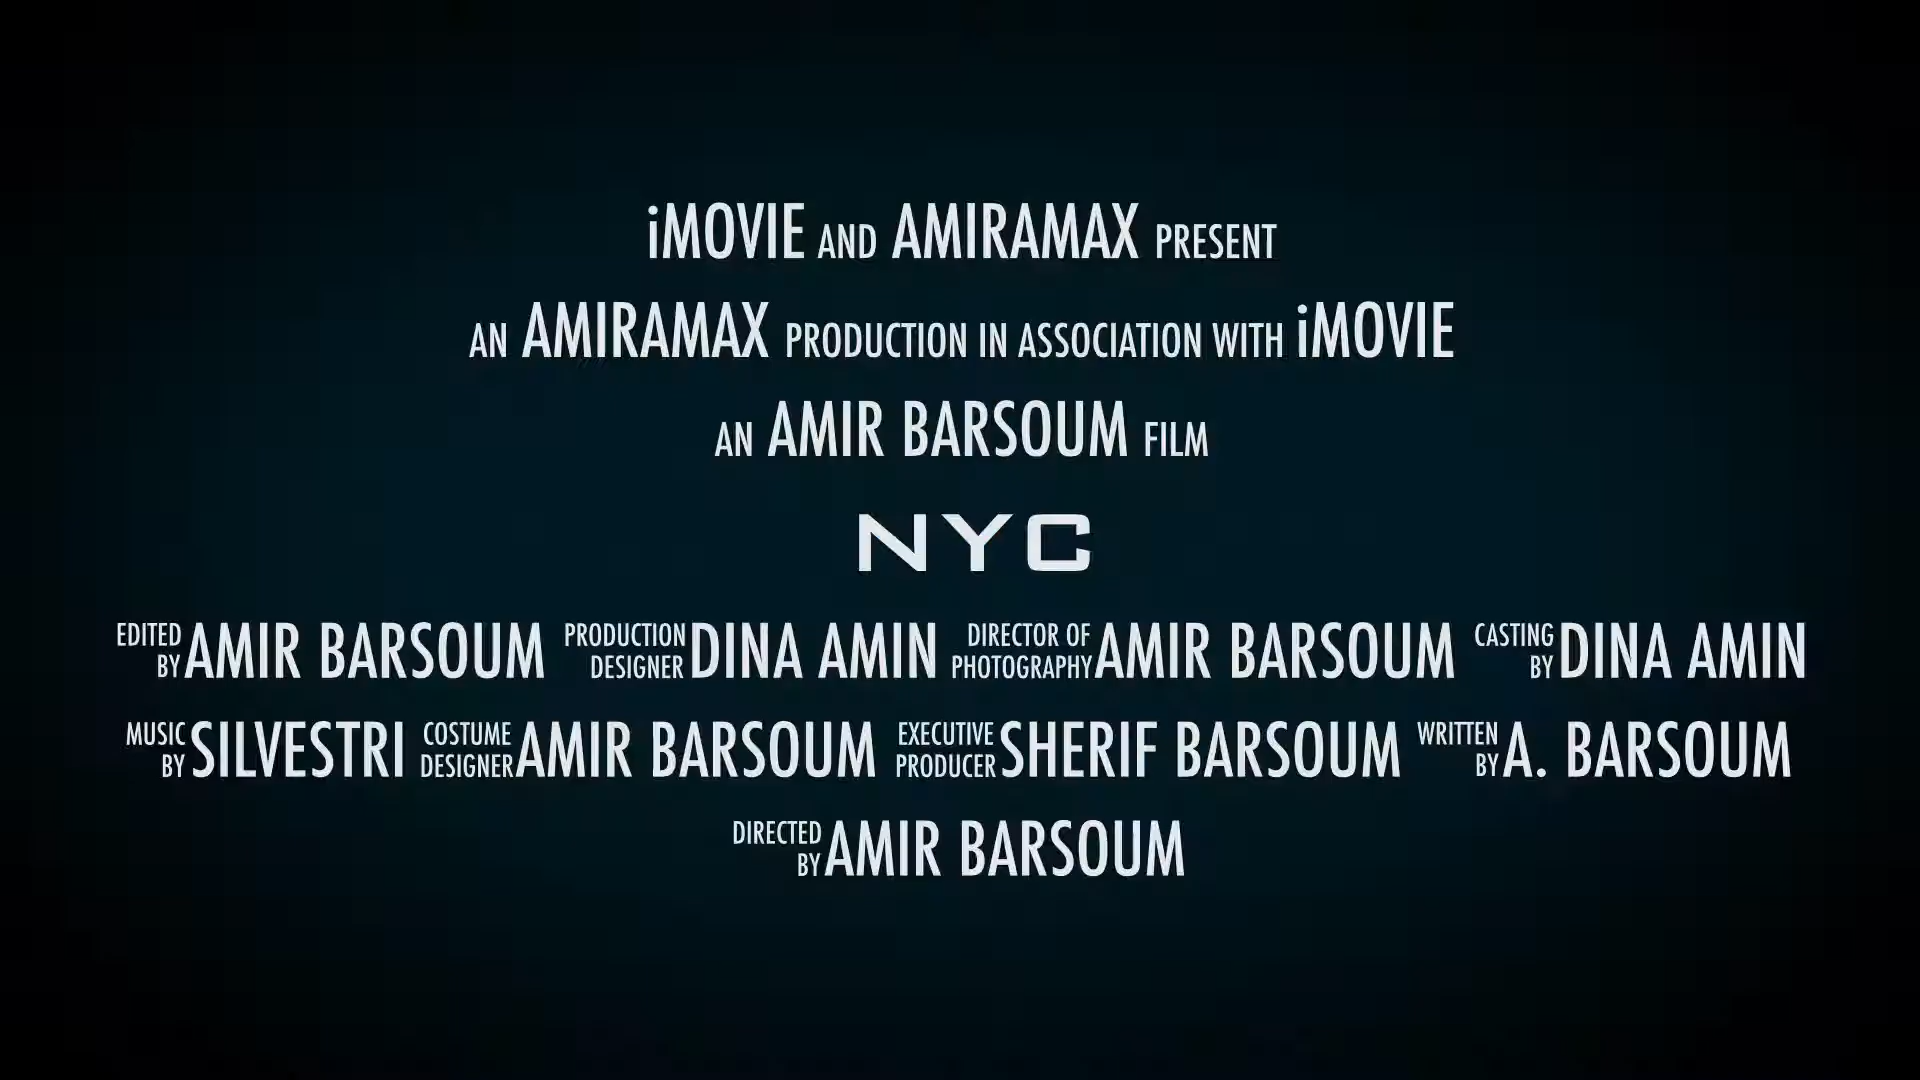 iMOVIE AND AMIRAMAX PRESENT
AN AMIRAMAX PRODUCTION IN ASSOCIATION WITH iMOVIE
AN AMIR BARSOUM FILM
NYC
EDITED BY AMIR BARSOUM PRODUCTION DESIGNER DINA AMIN DIRECTOR OF PHOTOGRAPHY AMIR BARSOUM CASTING BY DINA AMIN
MUSIC BY SILVESTRI COSTUME DESIGNER AMIR BARSOUM EXECUTIVE PRODUCER SHERIF BARSOUM WRITTEN BY A. BARSOUM
DIRECTED BY AMIR BARSOUM